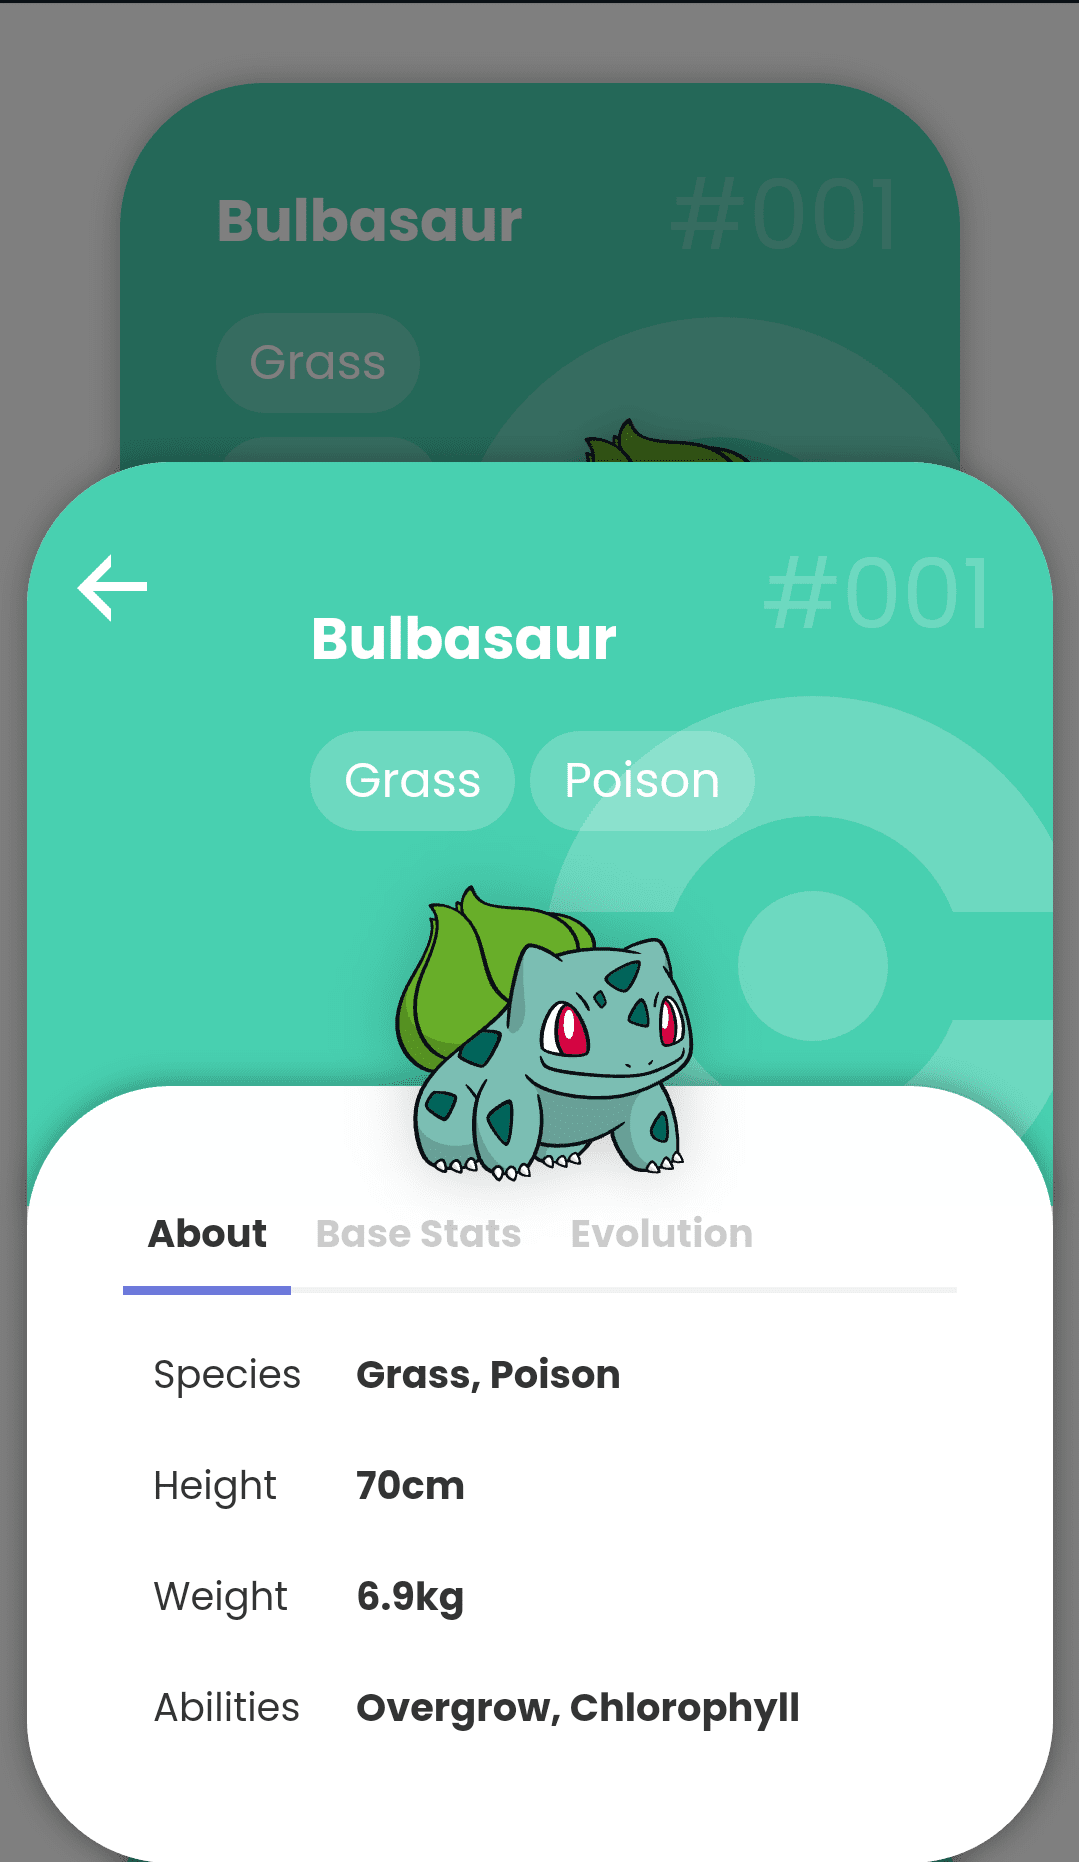 Bulbasaur #001
Grass
#001
Bulbasaur
Grass Poison
About Base Stats Evolution
Species Grass, Poison
Height 70cm
Weight 6.9kg
Abilities Overgrow, Chlorophyll